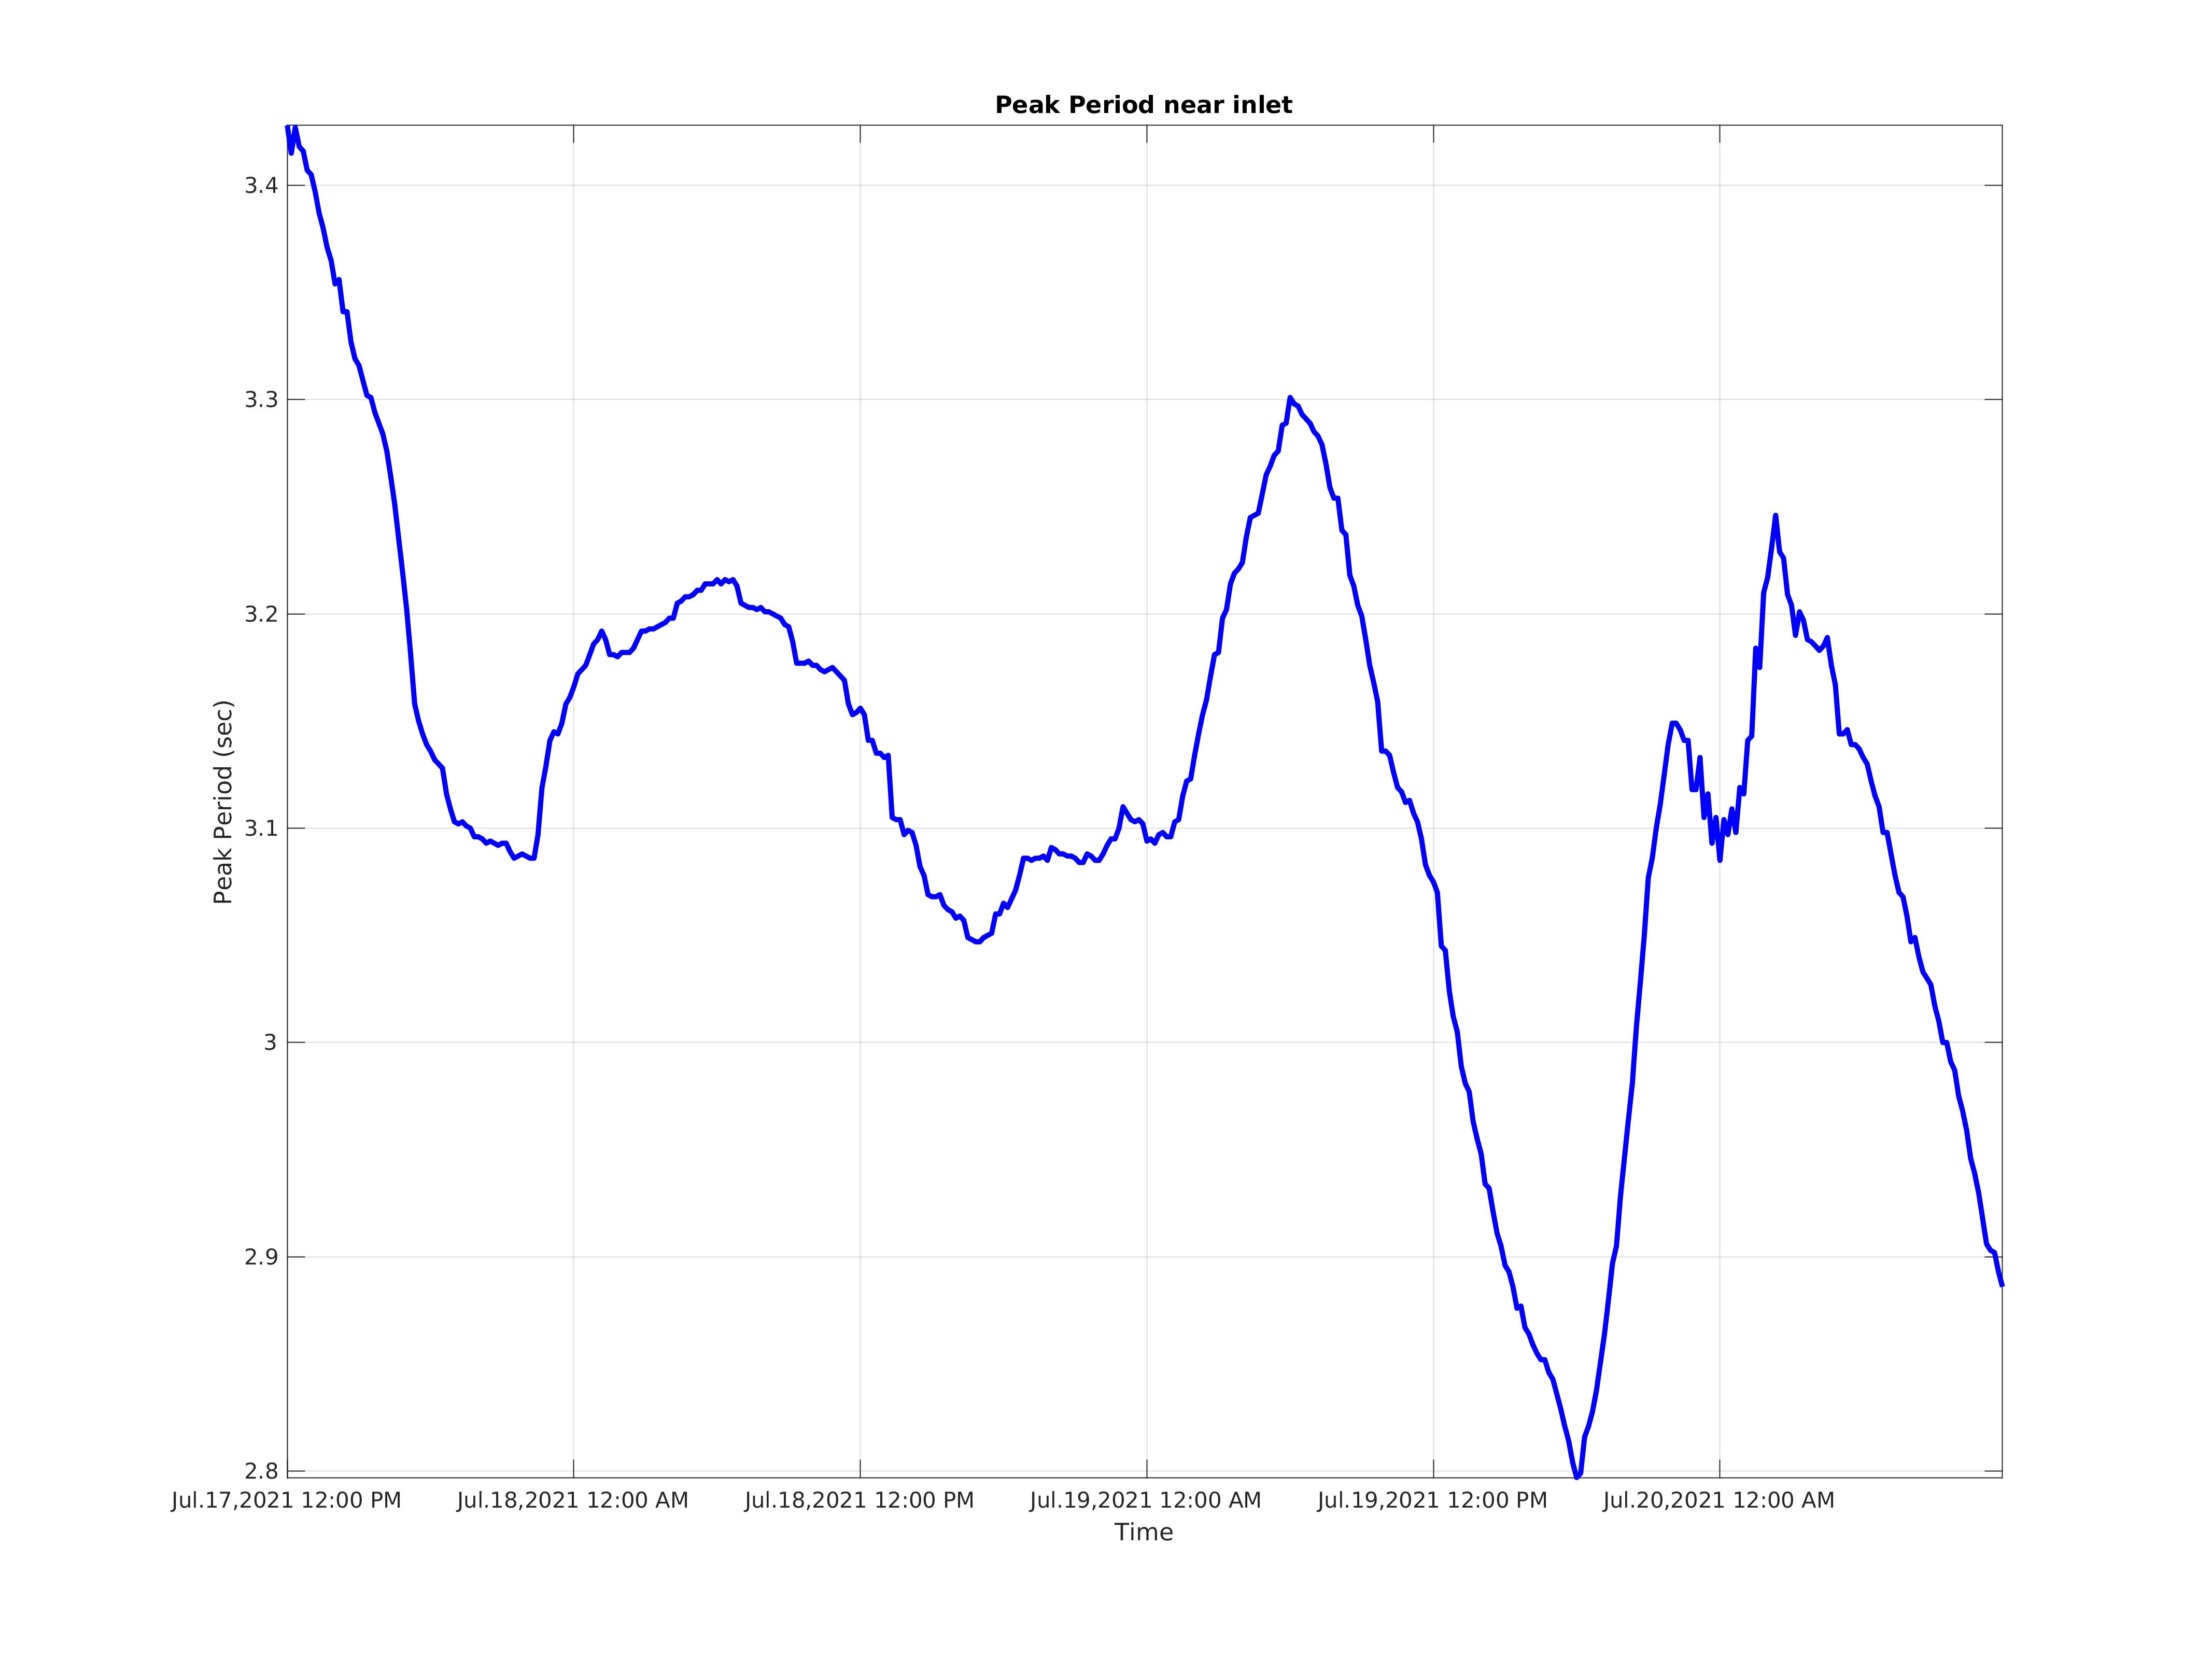 Peak Period near inlet
Peak Period (sec)
3.4
3.3
3.2
3.1
3
2.9
2.8
Jul.17,2021 12:00 PM
Jul.18,2021 12:00 AM
Jul.18,2021 12:00 PM
Jul.19,2021 12:00 AM
Jul.19,2021 12:00 PM
Jul.20,2021 12:00 AM
Time